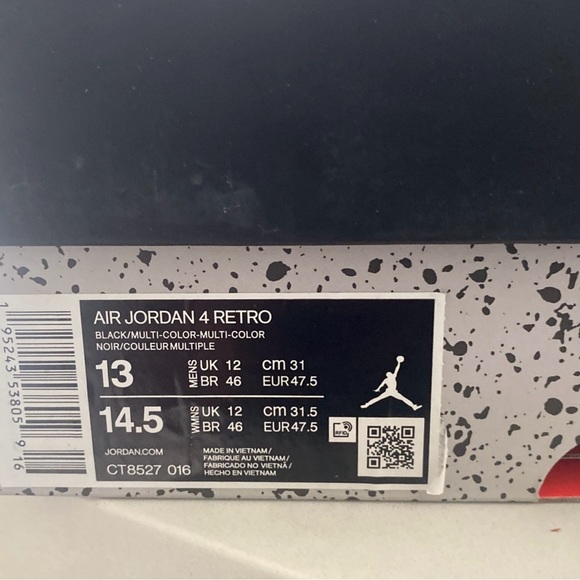 AIR JORDAN 4 RETRO
BLACK/MULTI-COLOR-MULTI-COLOR
NOIR/COULEUR MULTIPLE
13 MENS UK 12 cm 31
BR 46 EUR 47.5
14.5 WMNS UK 12 cm 31.5
BR 46 EUR 47.5
JORDAN.COM
CT8527 016
MADE IN VIETNAM/
FABRIQUE AU VIETNAM/
FABRICADO NO VIETNÃ/
HECHO EN VIETNAM
RFID
1 95243 53805 9 16